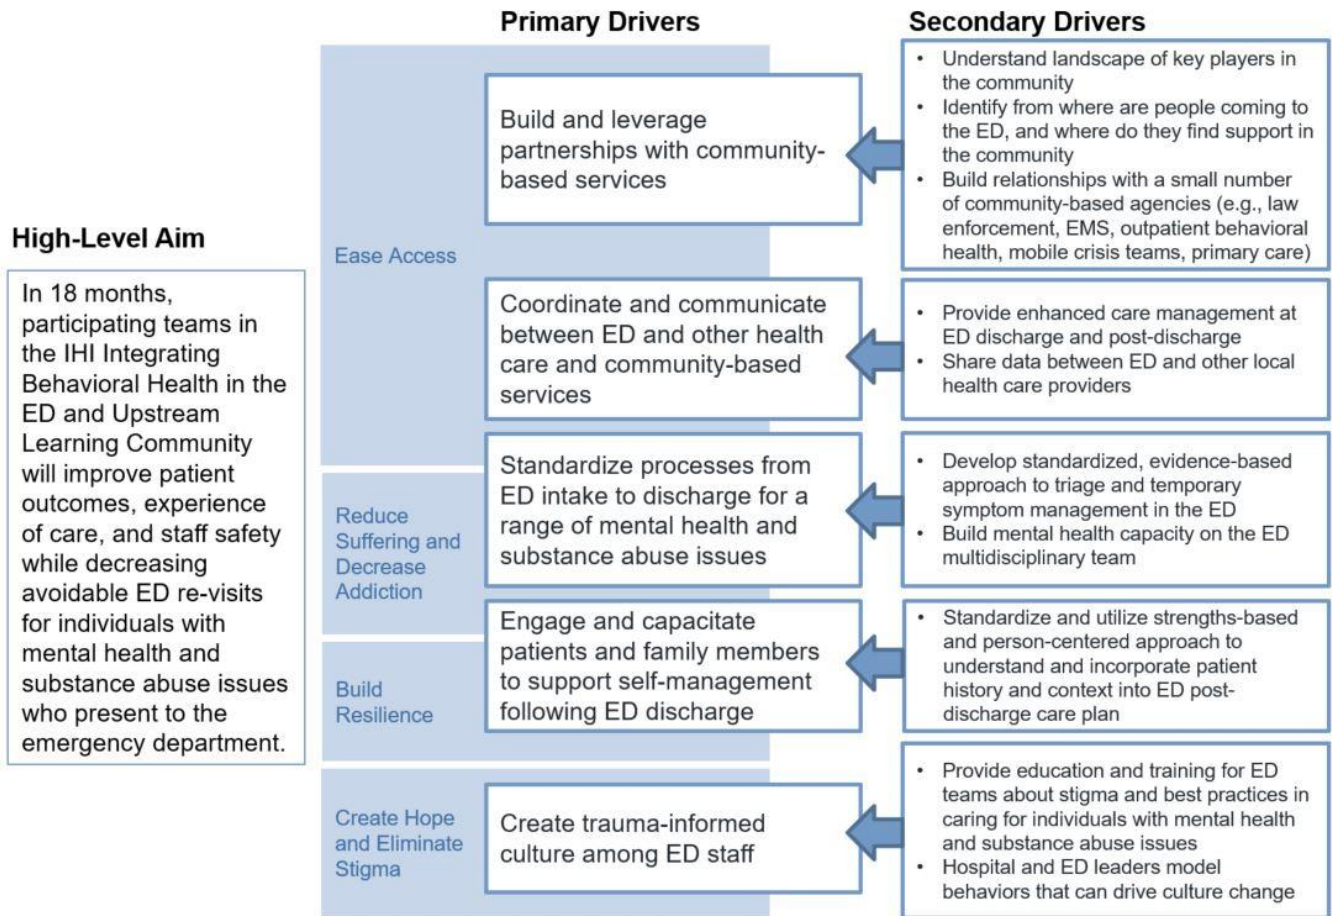 Primary Drivers
Secondary Drivers
High-Level Aim
In 18 months,
participating teams in
the IHI Integrating
Behavioral Health in the
ED and Upstream
Learning Community
will improve patient
outcomes, experience
of care, and staff safety
while decreasing
avoidable ED re-visits
for individuals with
mental health and
substance abuse issues
who present to the
emergency department.
Ease Access
Build and leverage
partnerships with community-
based services
• Understand landscape of key players in
the community
• Identify from where are people coming to
the ED, and where do they find support in
the community
• Build relationships with a small number
of community-based agencies (e.g., law
enforcement, EMS, outpatient behavioral
health, mobile crisis teams, primary care)
Coordinate and communicate
between ED and other health
care and community-based
services
• Provide enhanced care management at
ED discharge and post-discharge
• Share data between ED and other local
health care providers
Reduce
Suffering and
Decrease
Addiction
Standardize processes from
ED intake to discharge for a
range of mental health and
substance abuse issues
• Develop standardized, evidence-based
approach to triage and temporary
symptom management in the ED
• Build mental health capacity on the ED
multidisciplinary team
Build
Resilience
Engage and capacitate
patients and family members
to support self-management
following ED discharge
• Standardize and utilize strengths-based
and person-centered approach to
understand and incorporate patient
history and context into ED post-
discharge care plan
Create Hope
and Eliminate
Stigma
Create trauma-informed
culture among ED staff
• Provide education and training for ED
teams about stigma and best practices in
caring for individuals with mental health
and substance abuse issues
• Hospital and ED leaders model
behaviors that can drive culture change